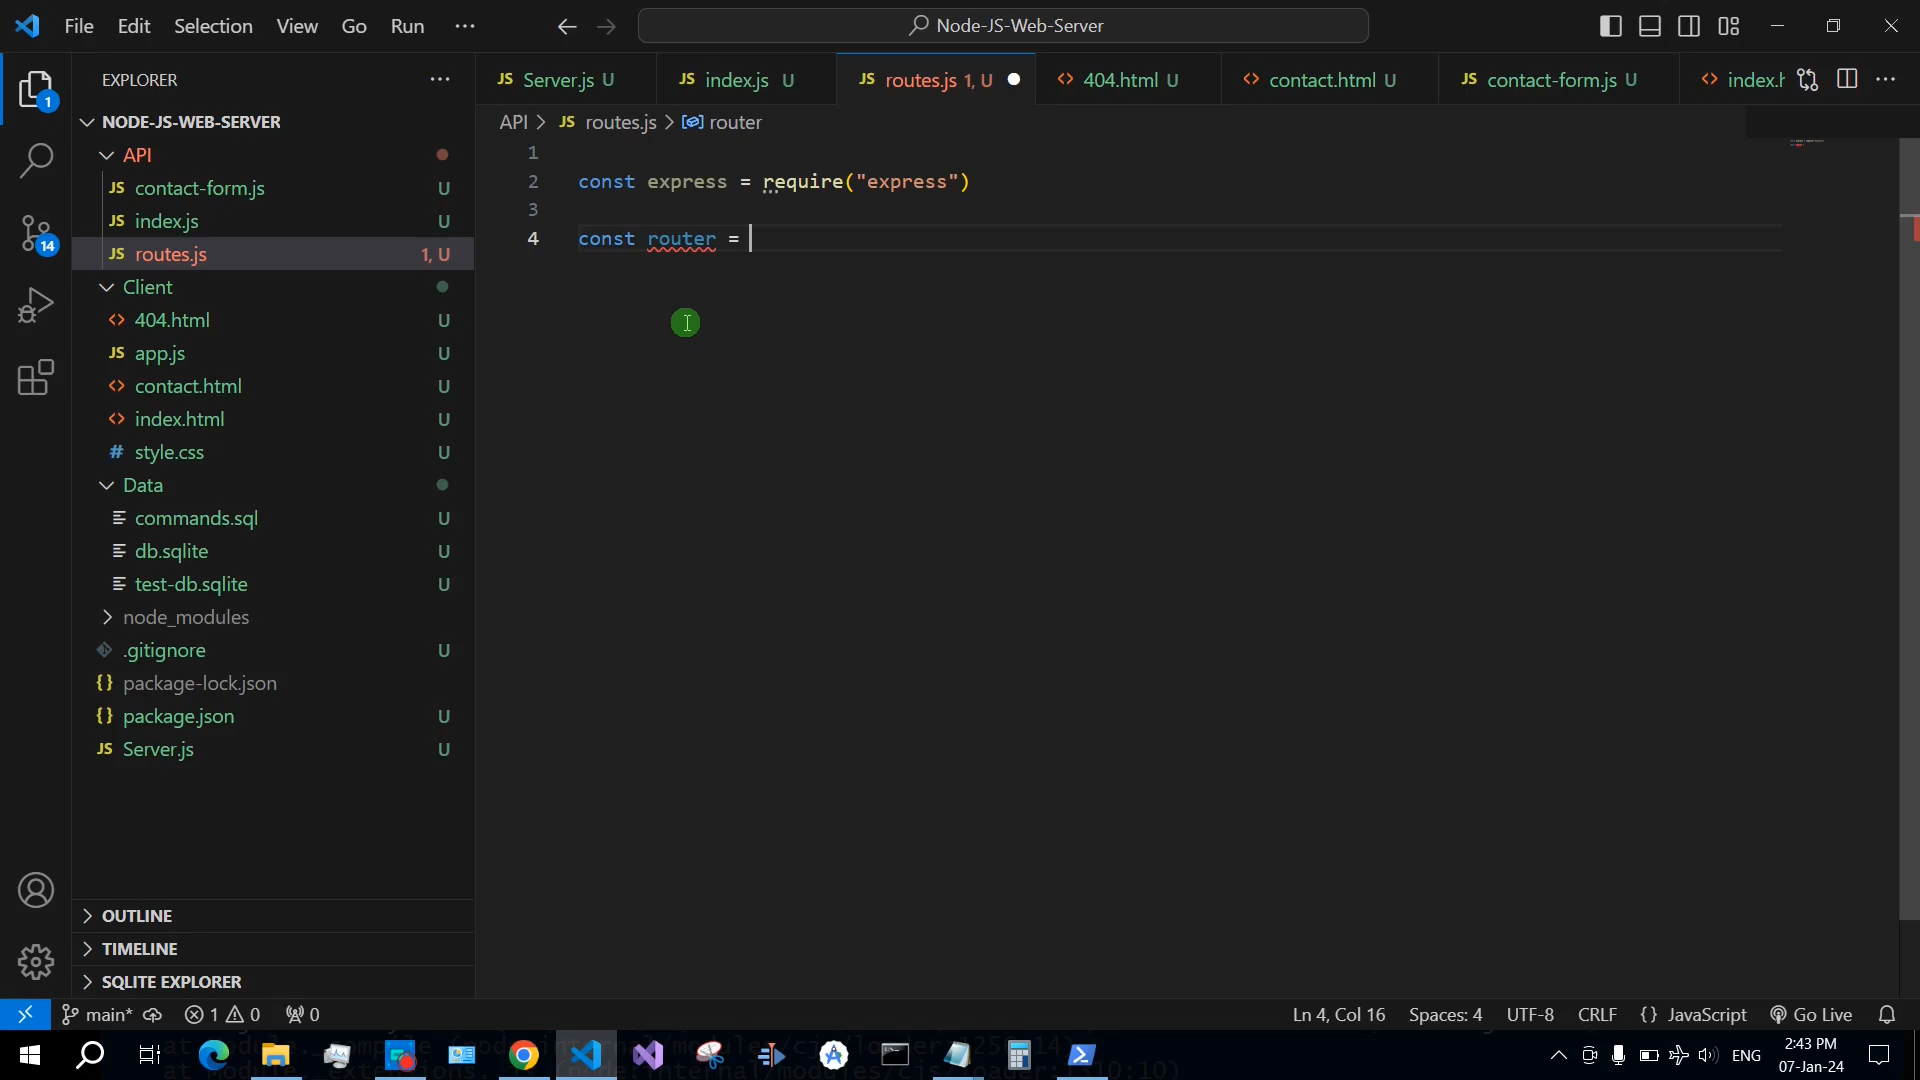 File Edit Selection View Go Run ···
Node-JS-Web-Server
EXPLORER
JS Server.js U
JS index.js U
JS routes.js 1, U
<> 404.html U
<> contact.html U
JS contact-form.js U
<> index.h
NODE-JS-WEB-SERVER
API > JS routes.js > router
API
JS contact-form.js U
JS index.js U
JS routes.js 1, U
Client
<> 404.html U
JS app.js U
<> contact.html U
<> index.html U
# style.css U
Data
commands.sql U
db.sqlite U
test-db.sqlite U
node_modules
.gitignore U
{} package-lock.json
{} package.json U
JS Server.js U
OUTLINE
TIMELINE
SQLITE EXPLORER
1
2 const express = require("express")
3
4 const router =
1
14
main* 1 0 0
Ln 4, Col 16 Spaces: 4 UTF-8 CRLF {} JavaScript Go Live
ENG
2:43 PM
07-Jan-24